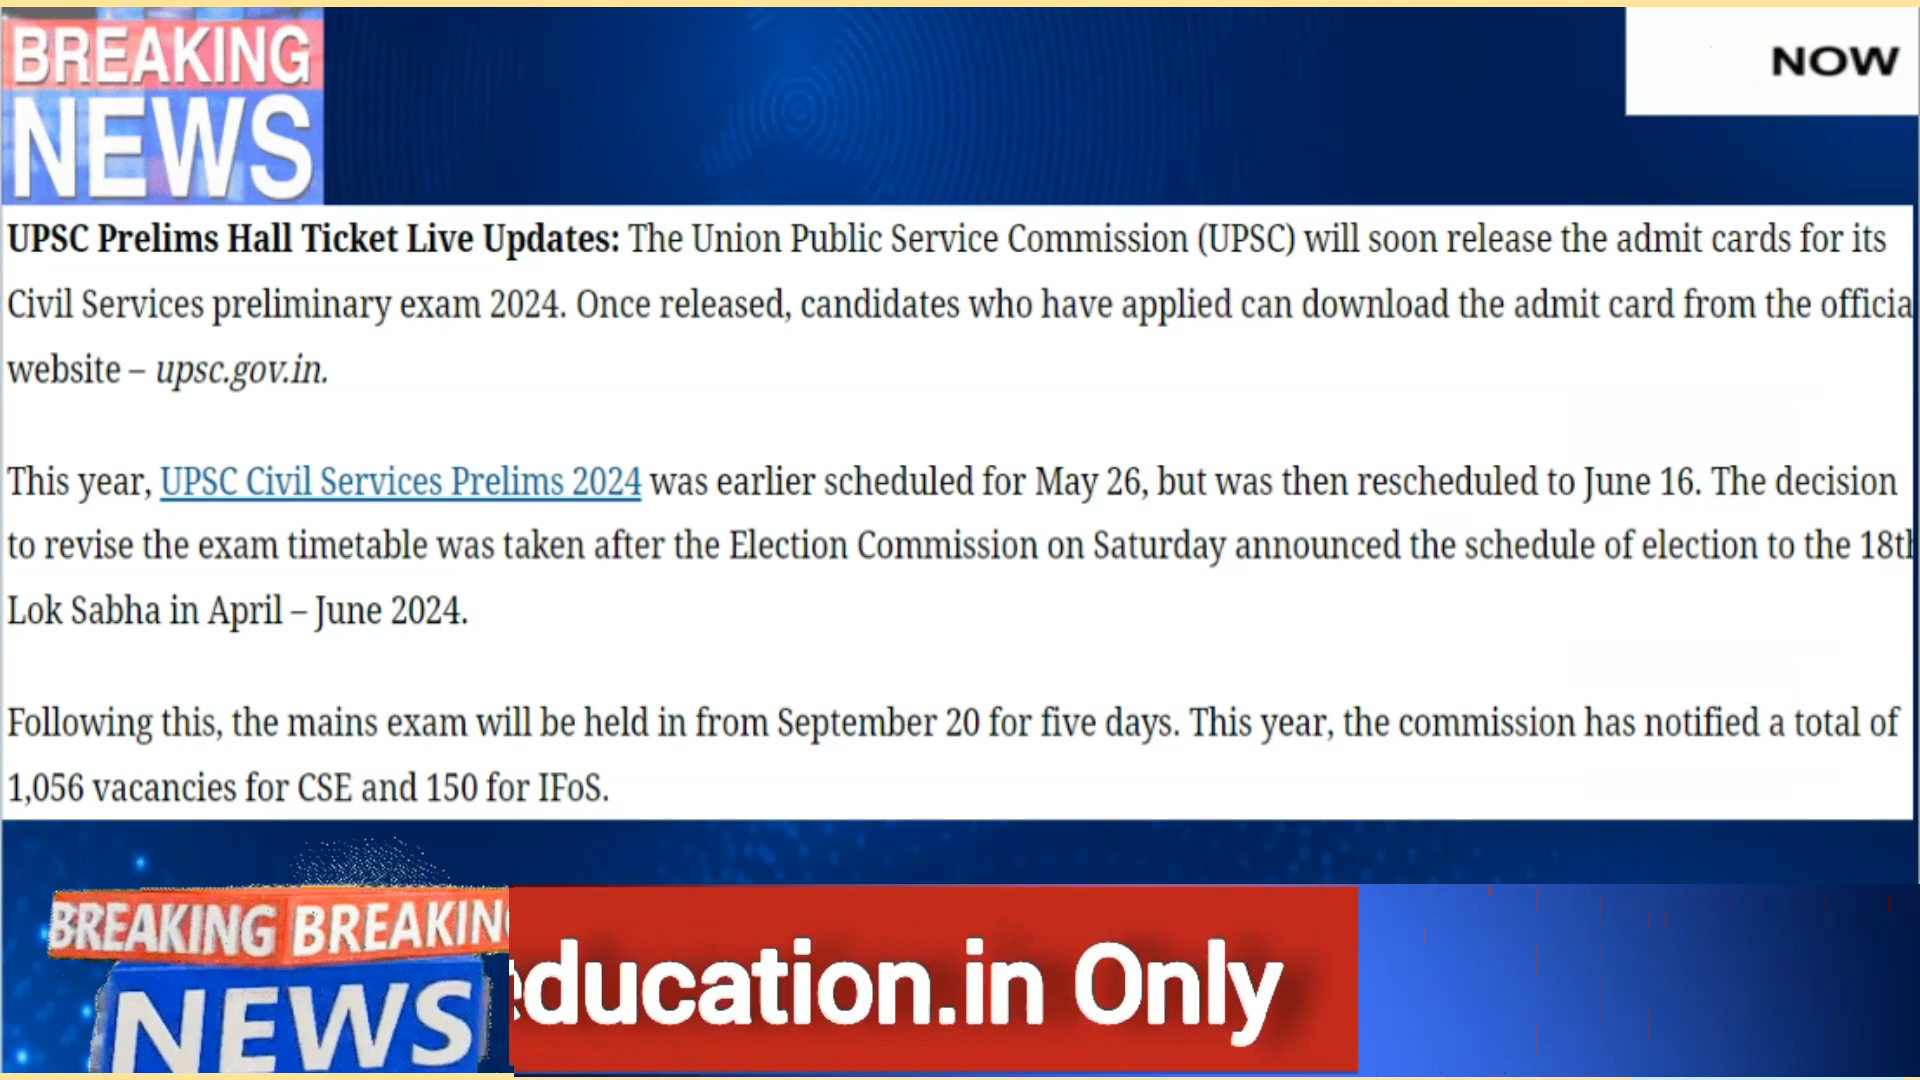 BREAKING
NEWS
NOW
UPSC Prelims Hall Ticket Live Updates: The Union Public Service Commission (UPSC) will soon release the admit cards for its
Civil Services preliminary exam 2024. Once released, candidates who have applied can download the admit card from the officia
website – upsc.gov.in.
This year, UPSC Civil Services Prelims 2024 was earlier scheduled for May 26, but was then rescheduled to June 16. The decision
to revise the exam timetable was taken after the Election Commission on Saturday announced the schedule of election to the 18th
Lok Sabha in April – June 2024.
Following this, the mains exam will be held in from September 20 for five days. This year, the commission has notified a total of
1,056 vacancies for CSE and 150 for IFoS.
BREAKING BREAKING
NEWS
education.in Only